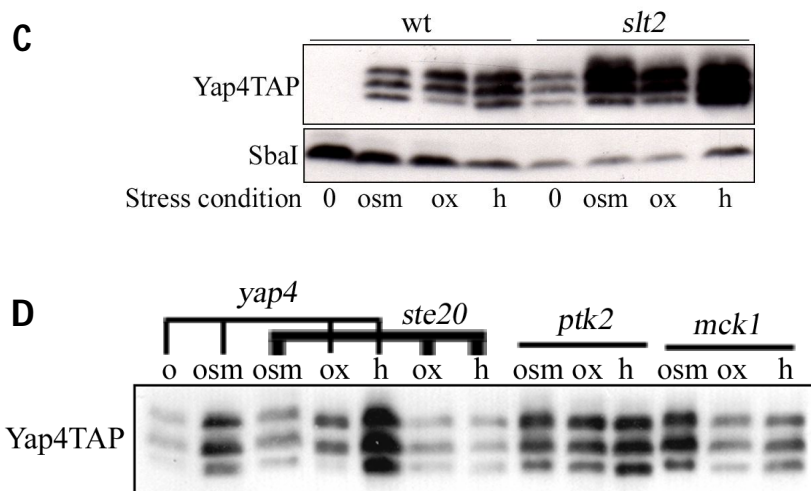 C
wt slt2
Yap4TAP
SbaI
Stress condition 0 osm ox h 0 osm ox h
D
yap4 ste20 ptk2 mck1
o osm osm ox h ox h osm ox h osm ox h
Yap4TAP